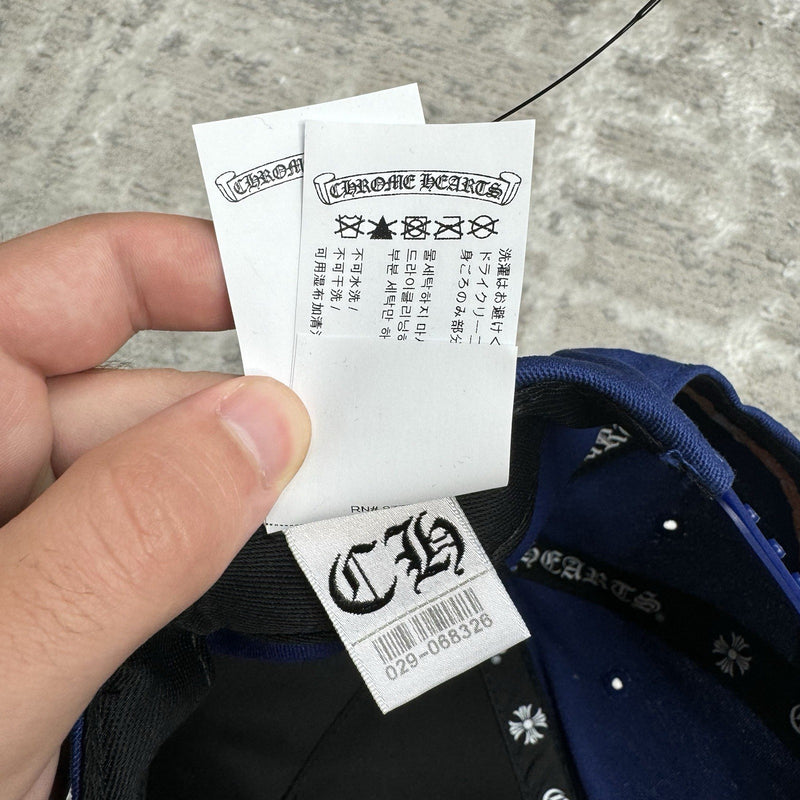 CHROM
CHROME HEARTS
洗濯はお避けく
ドライクリーニ
身ごろのみ部分
물세탁하지 마
드라이클리닝
부분 세탁만 하
不可水洗 /
不可干洗 /
可用湿布加清
RN#
CH
029-068326
HEARTS